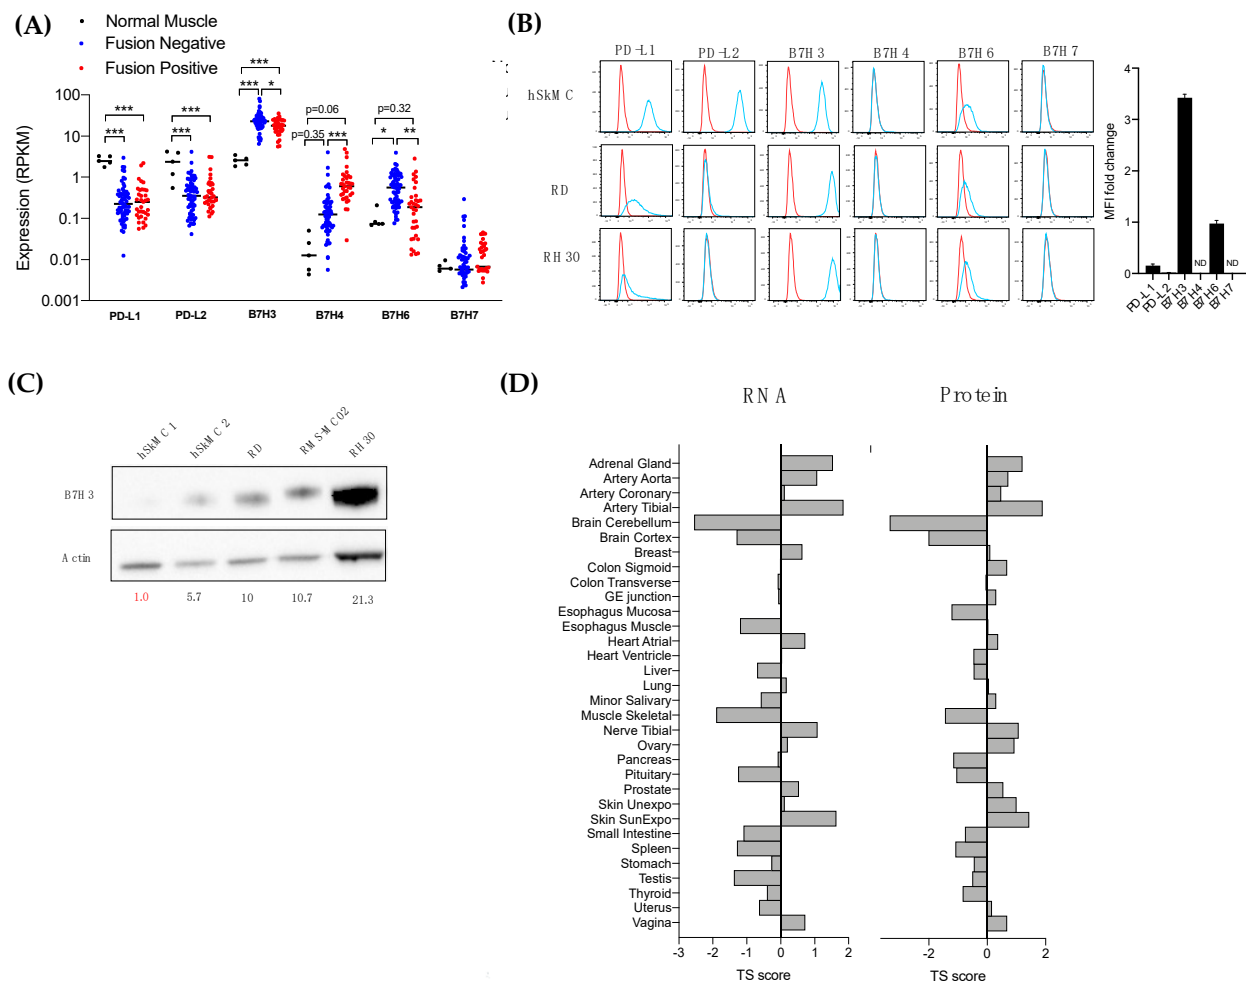 (A)
Normal Muscle
Fusion Negative
Fusion Positive
Expression (RPKM)
100
10
1
0.1
0.01
0.001
***
***
***
***
***
***
*
p=0.06
p=0.35
***
p=0.32
*
**
PD-L1
PD-L2
B7H3
B7H4
B7H6
B7H7
(B)
PD-L1
PD-L2
B7H3
B7H4
B7H6
B7H7
hSkMC
RD
RH30
MFI fold channge
4
3
2
1
0
ND
ND
PD-L1
PD-L2
B7H3
B7H4
B7H6
B7H7
(C)
hSkMC1
hSkMC2
RD
RMS-MC02
RH30
B7H3
Actin
1.0
5.7
10
10.7
21.3
(D)
RNA
Protein
Adrenal Gland
Artery Aorta
Artery Coronary
Artery Tibial
Brain Cerebellum
Brain Cortex
Breast
Colon Sigmoid
Colon Transverse
GE junction
Esophagus Mucosa
Esophagus Muscle
Heart Atrial
Heart Ventricle
Liver
Lung
Minor Salivary
Muscle Skeletal
Nerve Tibial
Ovary
Pancreas
Pituitary
Prostate
Skin Unexpo
Skin SunExpo
Small Intestine
Spleen
Stomach
Testis
Thyroid
Uterus
Vagina
-3 -2 -1 0 1 2
TS score
-2 0 2
TS score